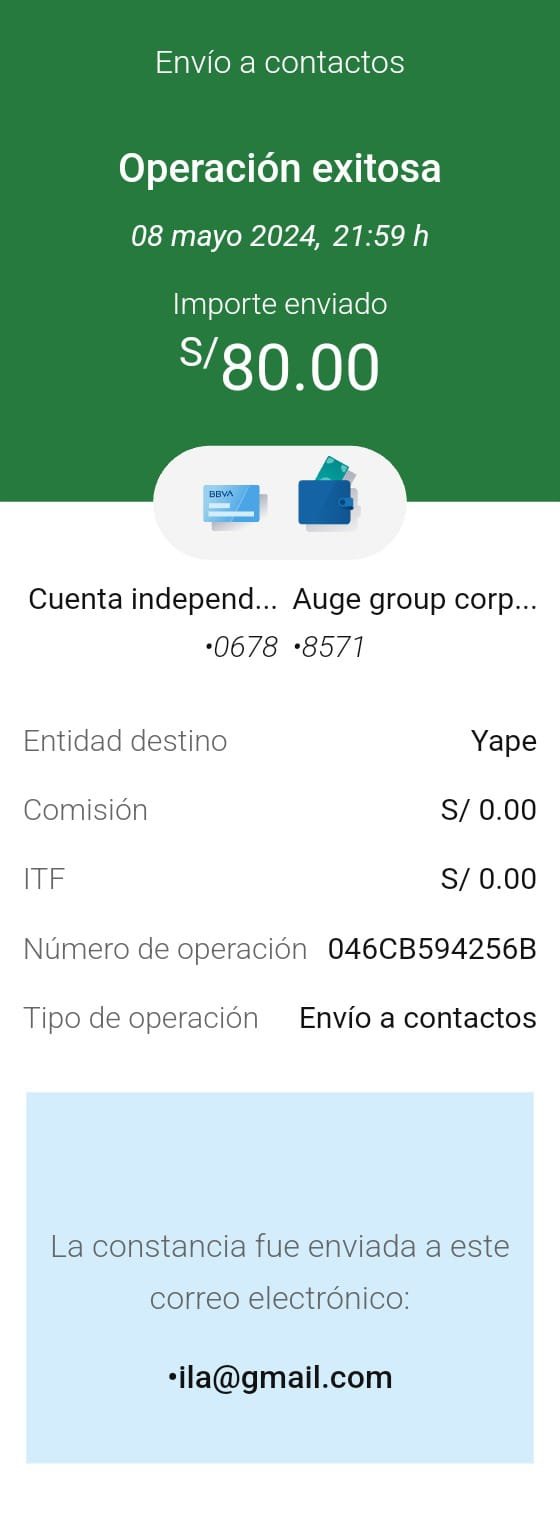 Envío a contactos
Operación exitosa
08 mayo 2024, 21:59 h
Importe enviado
S/80.00
BBVA
Cuenta independ... Auge group corp...
•0678 •8571
Entidad destino Yape
Comisión S/ 0.00
ITF S/ 0.00
Número de operación 046CB594256B
Tipo de operación Envío a contactos
La constancia fue enviada a este
correo electrónico:
•ila@gmail.com